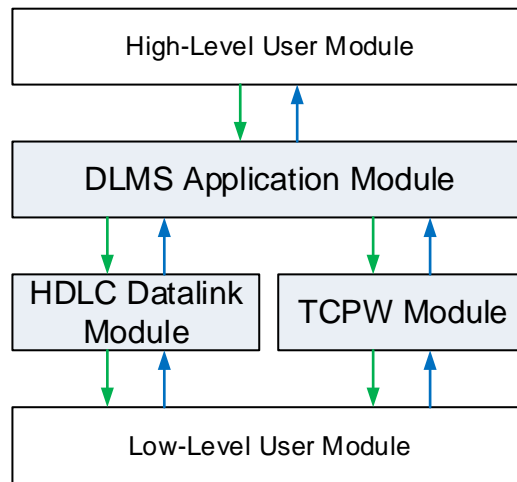 High-Level User Module
DLMS Application Module
HDLC Datalink
Module
TCPW Module
Low-Level User Module